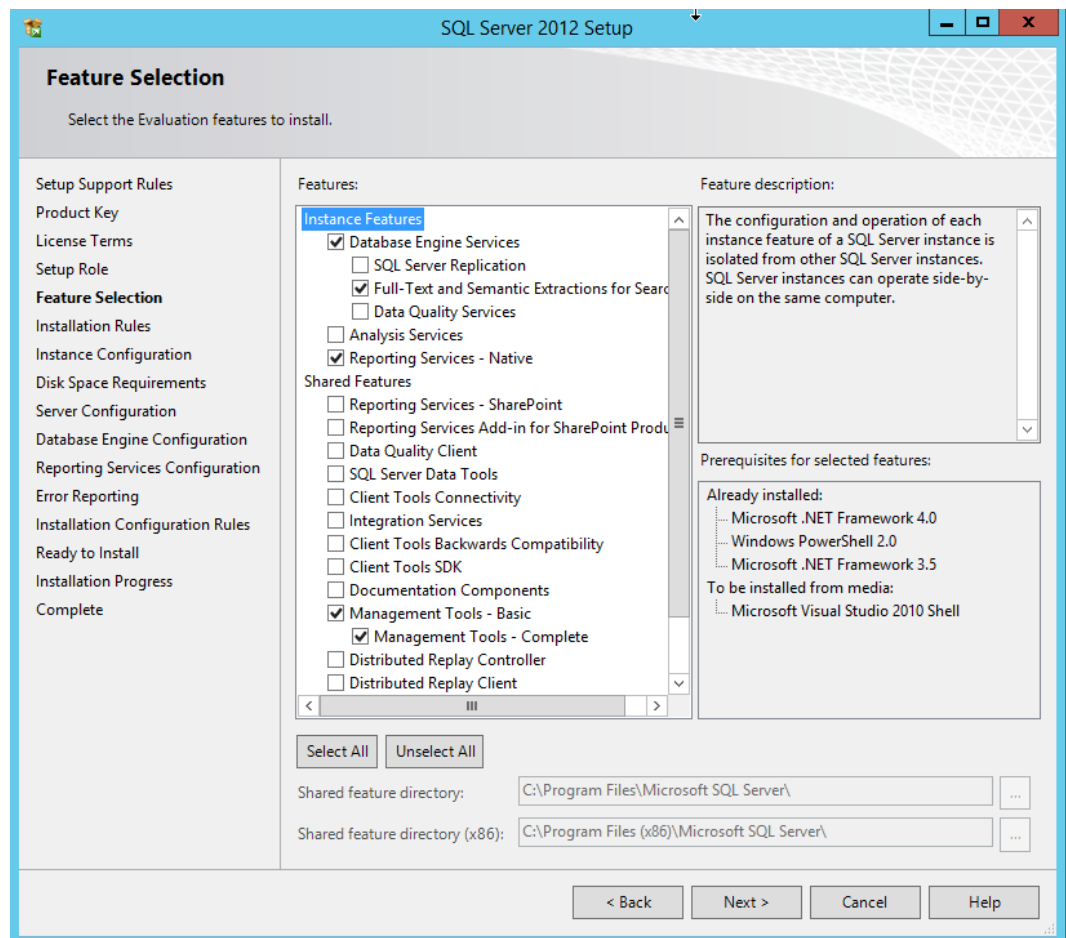 SQL Server 2012 Setup
Feature Selection
Select the Evaluation features to install.
Setup Support Rules
Product Key
License Terms
Setup Role
Feature Selection
Installation Rules
Instance Configuration
Disk Space Requirements
Server Configuration
Database Engine Configuration
Reporting Services Configuration
Error Reporting
Installation Configuration Rules
Ready to Install
Installation Progress
Complete
Features:
Instance Features
Database Engine Services
SQL Server Replication
Full-Text and Semantic Extractions for Searc
Data Quality Services
Analysis Services
Reporting Services - Native
Shared Features
Reporting Services - SharePoint
Reporting Services Add-in for SharePoint Produ
Data Quality Client
SQL Server Data Tools
Client Tools Connectivity
Integration Services
Client Tools Backwards Compatibility
Client Tools SDK
Documentation Components
Management Tools - Basic
Management Tools - Complete
Distributed Replay Controller
Distributed Replay Client
Feature description:
The configuration and operation of each
instance feature of a SQL Server instance is
isolated from other SQL Server instances.
SQL Server instances can operate side-by-
side on the same computer.
Prerequisites for selected features:
Already installed:
Microsoft .NET Framework 4.0
Windows PowerShell 2.0
Microsoft .NET Framework 3.5
To be installed from media:
Microsoft Visual Studio 2010 Shell
Select All
Unselect All
Shared feature directory:
C:\Program Files\Microsoft SQL Server\
...
Shared feature directory (x86):
C:\Program Files (x86)\Microsoft SQL Server\
...
< Back
Next >
Cancel
Help